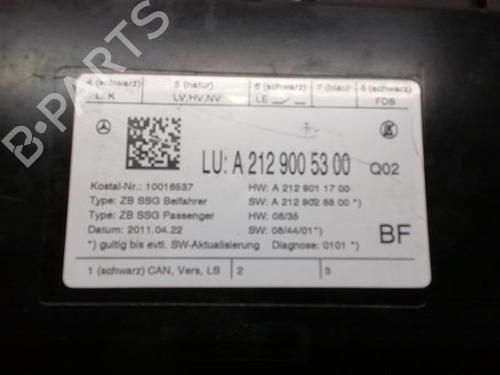 4 (schwarz) 5 (natur) 6 (schwarz) 7 (blau) 8 (schwarz)
L, K LV,HV,NV LE FDS
LU: A 212 900 53 00 Q02
Kostal-Nr.: 10016537 HW: A 212 901 17 00
Type: ZB SSG Beifahrer SW: A 212 902 88 00 *)
Type: ZB SSG Passenger HW: 08/35
Datum: 2011.04.22 SW: 08/44/01*) BF
*) gultig bis evtl. SW-Aktualisierung Diagnose: 0101 *)
1 (schwarz) CAN, Vers, LS 2 3
B-PARTS